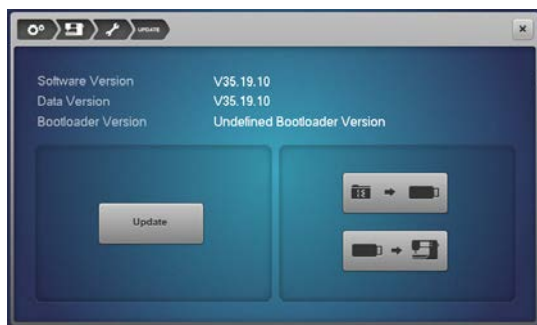 UPDATE
Software Version V35.19.10
Data Version V35.19.10
Bootloader Version Undefined Bootloader Version
Update